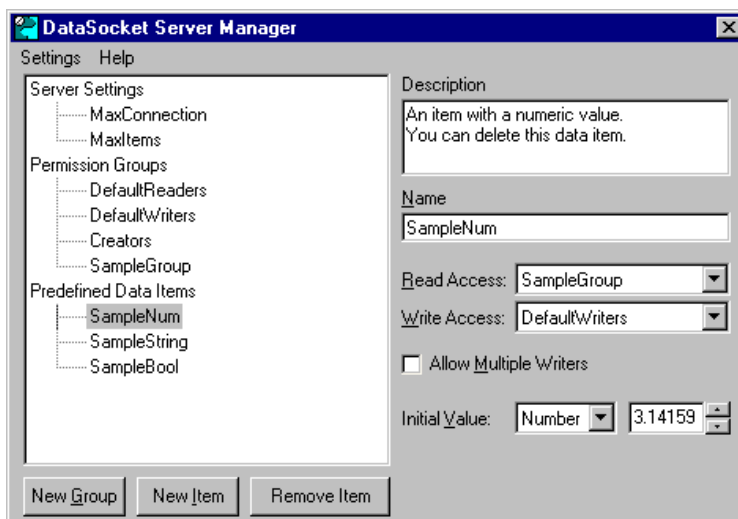 DataSocket Server Manager
Settings Help
Server Settings
MaxConnection
MaxItems
Permission Groups
DefaultReaders
DefaultWriters
Creators
SampleGroup
Predefined Data Items
SampleNum
SampleString
SampleBool
New Group New Item Remove Item
Description
An item with a numeric value.
You can delete this data item.
Name
SampleNum
Read Access: SampleGroup
Write Access: DefaultWriters
Allow Multiple Writers
Initial Value: Number 3.14159